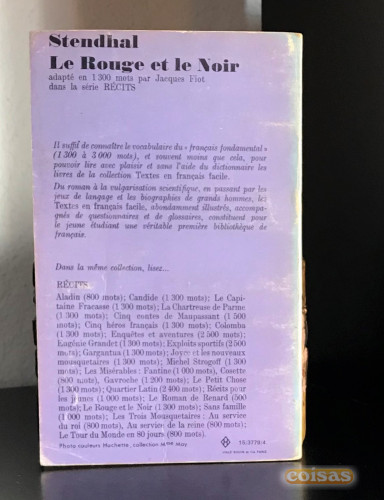 Stendhal
Le Rouge et le Noir
adapté en 1 300 mots par Jacques Fiot
dans la série RÉCITS
Il suffit de connaître le vocabulaire du « français fondamental »
(1 300 à 3 000 mots), et souvent moins que cela, pour
pouvoir lire avec plaisir et sans l'aide du dictionnaire les
livres de la collection Textes en français facile.
Du roman à la vulgarisation scientifique, en passant par les
jeux de langage et les biographies de grands hommes, les
Textes en français facile, abondamment illustrés, accompa-
gnés de questionnaires et de glossaires, constituent pour
le jeune étudiant une véritable première bibliothèque de
français.
Dans la même collection, lisez...
RÉCITS
Aladin (800 mots); Candide (1 300 mots); Le Capi-
taine Fracasse (1 300 mots); La Chartreuse de Parme
(1 300 mots); Cinq contes de Maupassant (1 500
mots); Cinq héros français (1 300 mots); Colomba
(1 300 mots); Enquêtes et aventures (2 500 mots);
Eugénie Grandet (1 300 mots); Exploits sportifs (2 500
mots); Gargantua (1 300 mots); Joyre et les nouveaux
mousquetaires (1 300 mots); Michel Strogoff (1 300
mots); Les Misérables : Fantine (1 000 mots), Cosette
(800 mots), Gavroche (1 200 mots); Le Petit Chose
(1 300 mots); Quartier Latin (2 400 mots); Récits pour
les jeunes (1 000 mots); Le Roman de Renard (500
mots); Le Rouge et le Noir (1 300 mots); Sans famille
(1 000 mots); Les Trois Mousquetaires : Au service
du roi (800 mots), Au service de la reine (800 mots);
Le Tour du Monde en 80 jours (800 mots).
Photo couleurs Hachette, collection Mme May
15/3779/4
coisas